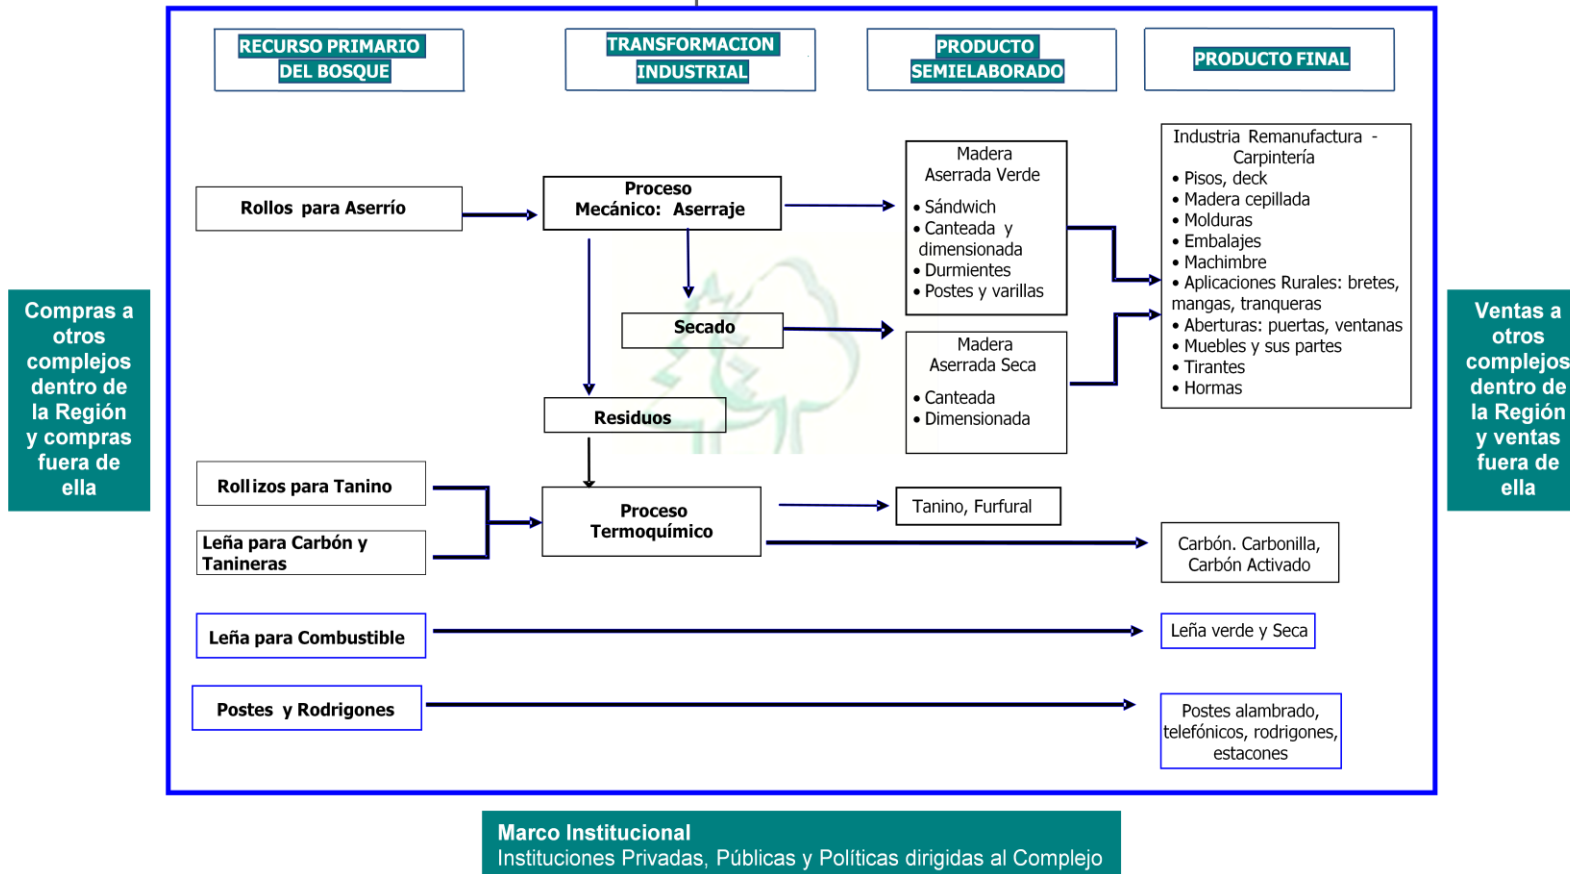 RECURSO PRIMARIO
DEL BOSQUE
TRANSFORMACION
INDUSTRIAL
PRODUCTO
SEMIELABORADO
PRODUCTO FINAL
Rollos para Aserrío
Proceso
Mecánico: Aserraje
Secado
Residuos
Madera
Aserrada Verde
• Sándwich
• Canteada y
dimensionada
• Durmientes
• Postes y varillas
Madera
Aserrada Seca
• Canteada
• Dimensionada
Industria Remanufactura -
Carpintería
• Pisos, deck
• Madera cepillada
• Molduras
• Embalajes
• Machimbre
• Aplicaciones Rurales: bretes,
mangas, tranqueras
• Aberturas: puertas, ventanas
• Muebles y sus partes
• Tirantes
• Hormas
Rollizos para Tanino
Leña para Carbón y
Tanineras
Proceso
Termoquímico
Tanino, Furfural
Carbón. Carbonilla,
Carbón Activado
Leña para Combustible
Leña verde y Seca
Postes y Rodrigones
Postes alambrado,
telefónicos, rodrigones,
estacones
Compras a
otros
complejos
dentro de
la Región
y compras
fuera de
ella
Ventas a
otros
complejos
dentro de
la Región
y ventas
fuera de
ella
Marco Institucional
Instituciones Privadas, Públicas y Políticas dirigidas al Complejo